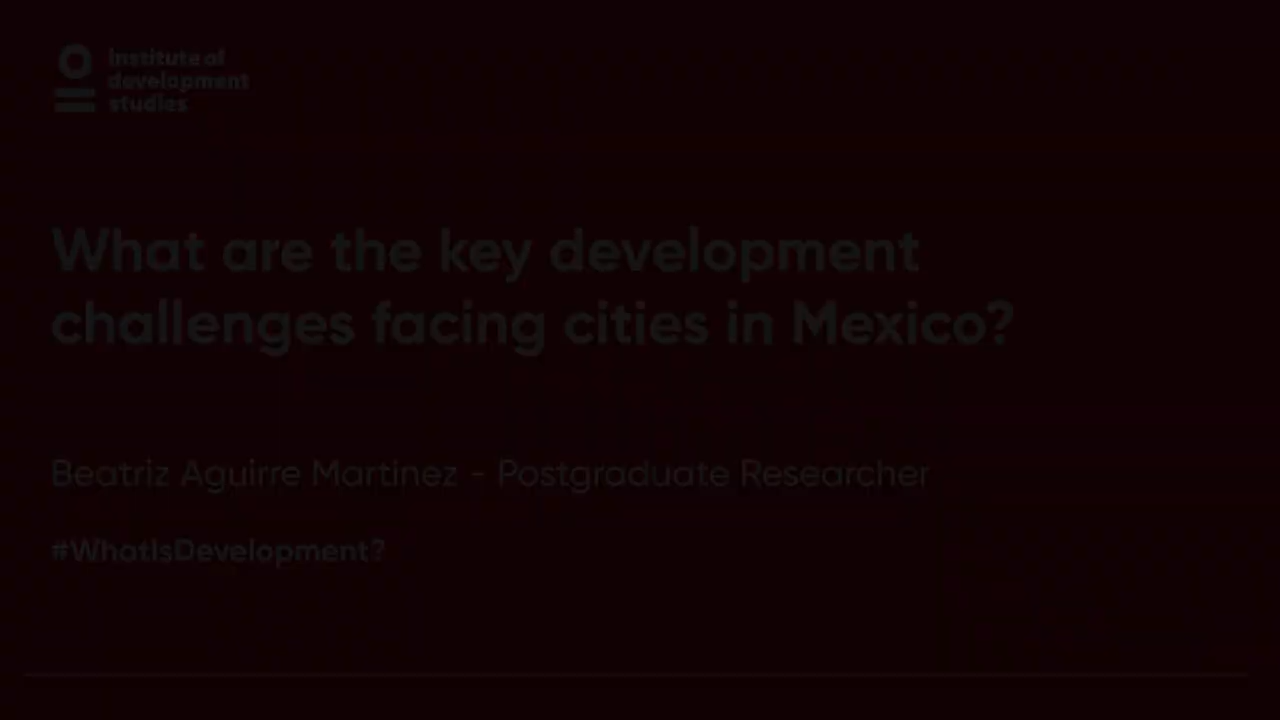 institute of
development
studies
What are the key development
challenges facing cities in Mexico?
Beatriz Aguirre Martinez - Postgraduate Researcher
#WhatIsDevelopment?